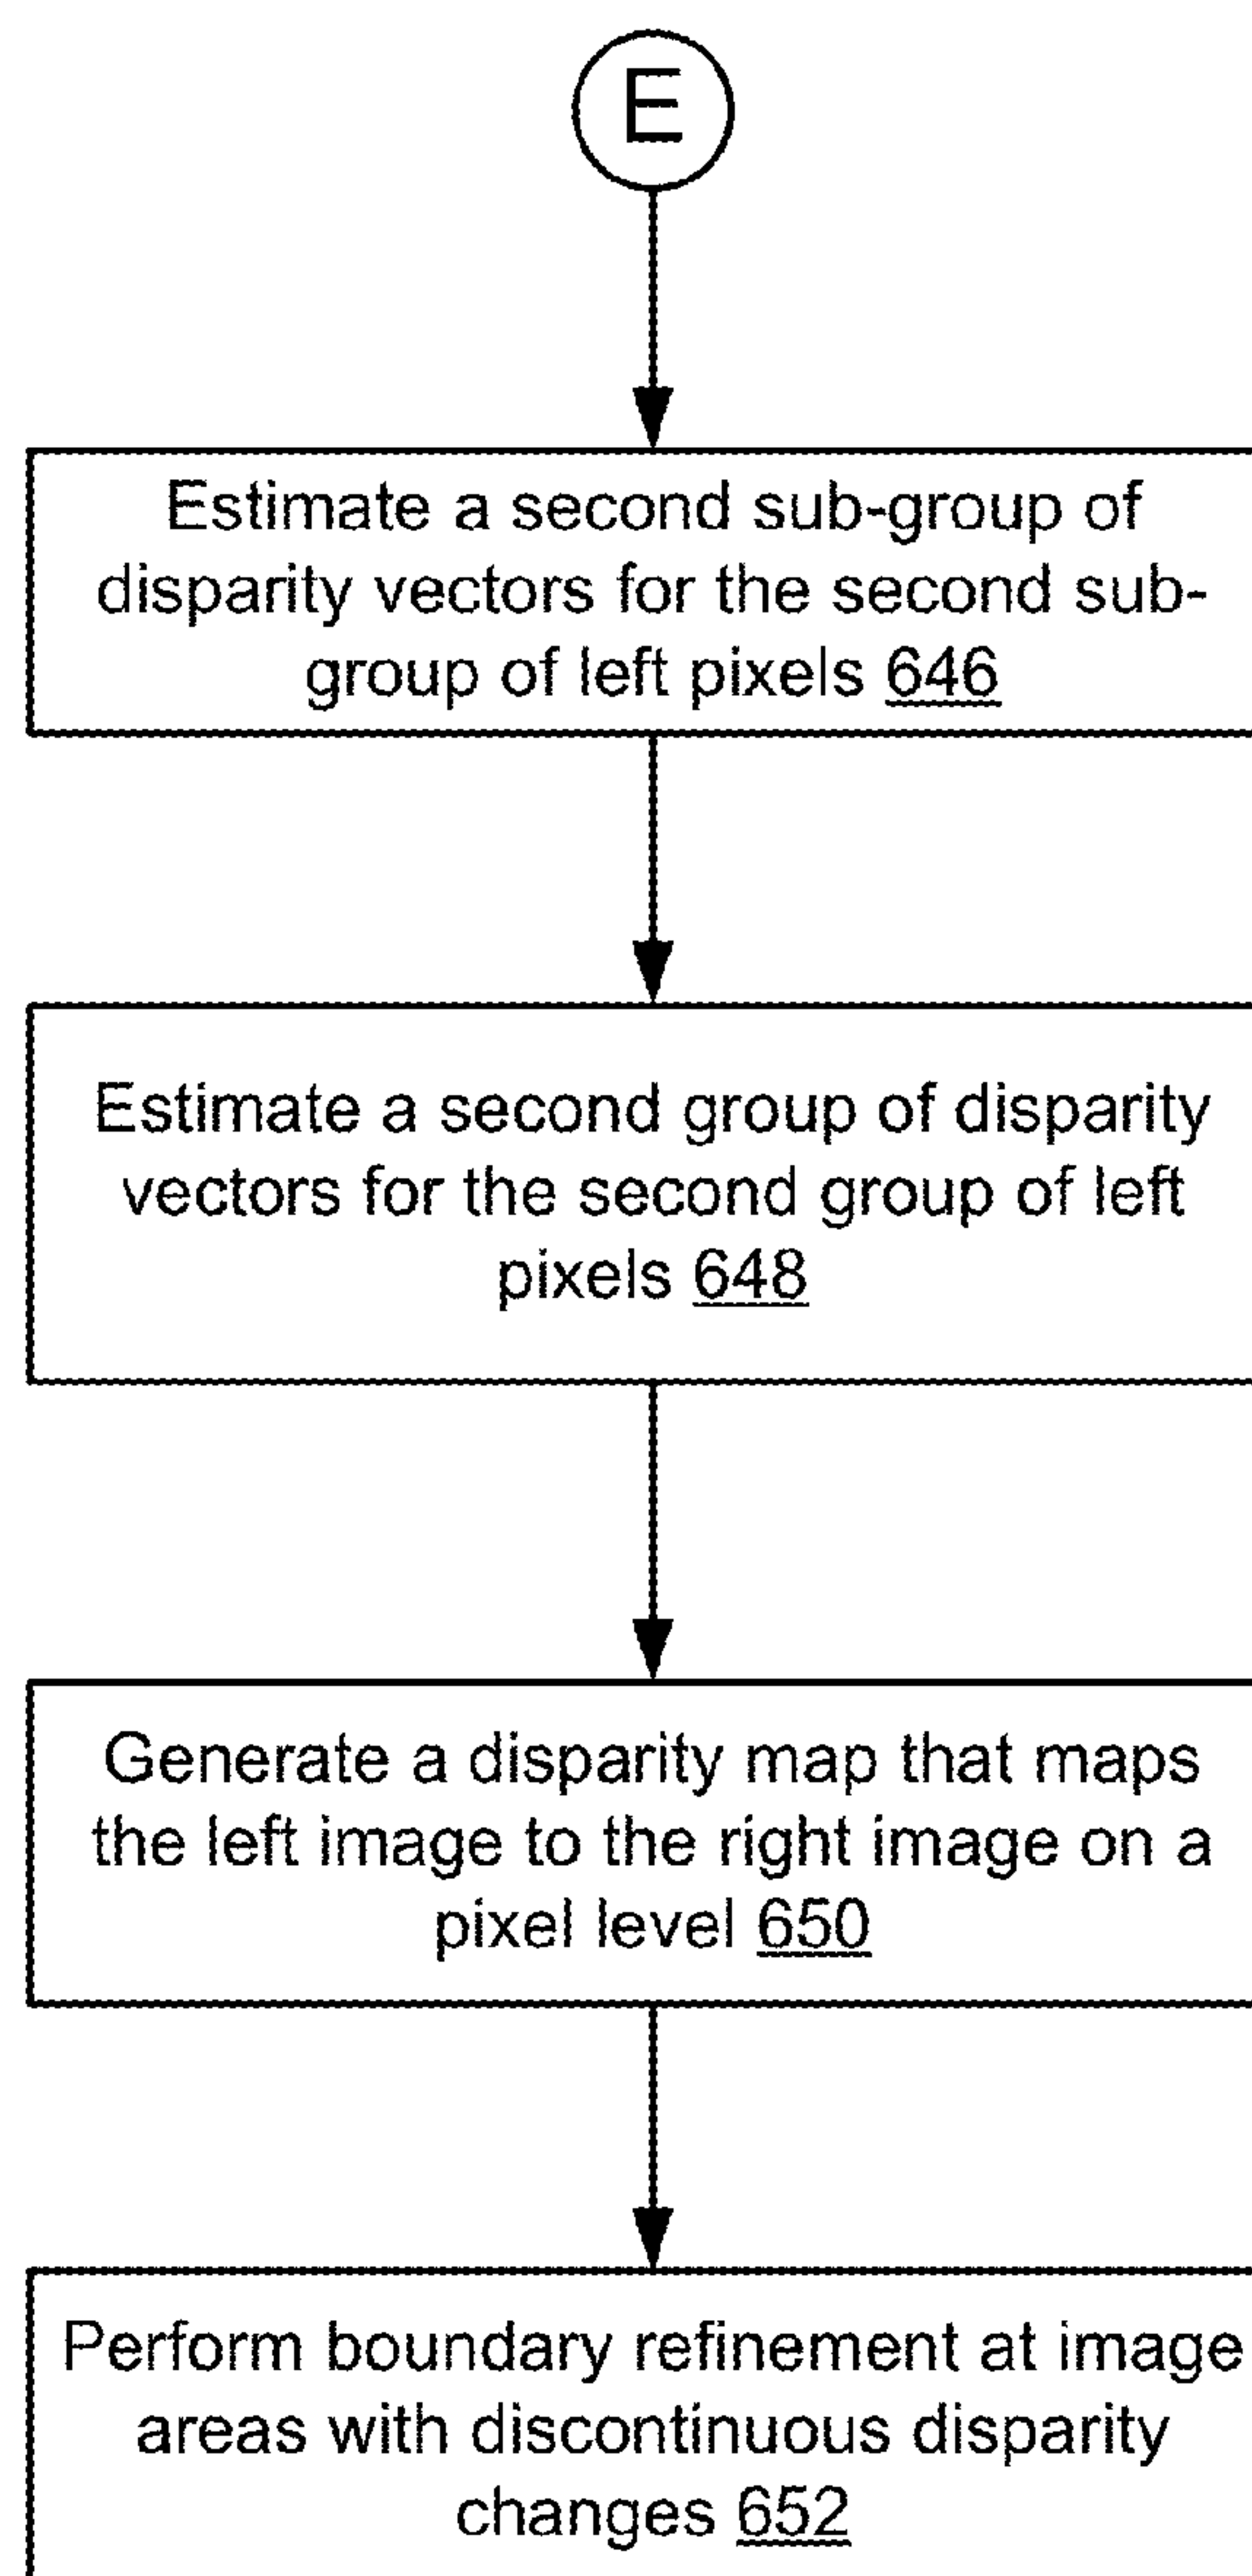 E
Estimate a second sub-group of
disparity vectors for the second sub-
group of left pixels 646
Estimate a second group of disparity
vectors for the second group of left
pixels 648
Generate a disparity map that maps
the left image to the right image on a
pixel level 650
Perform boundary refinement at image
areas with discontinuous disparity
changes 652